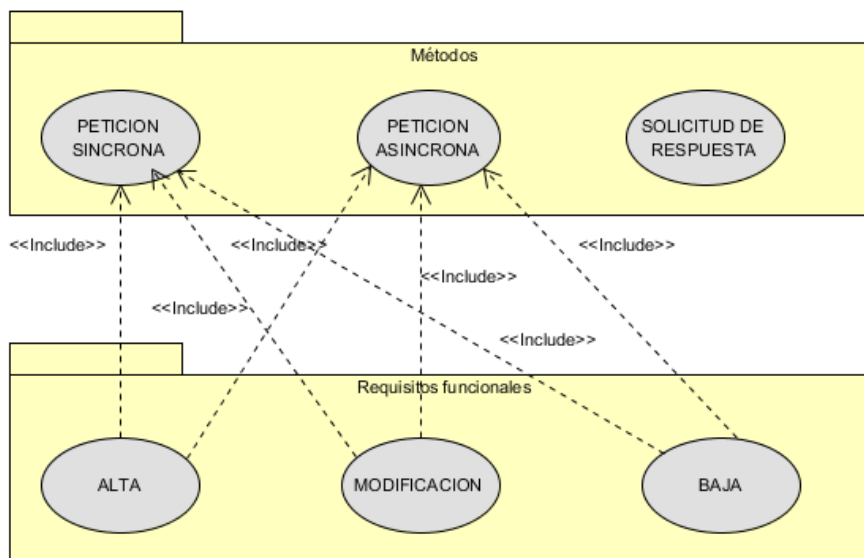 Métodos
PETICION
SINCRONA
PETICION
ASINCRONA
SOLICITUD DE
RESPUESTA
<<Include>>
<<Include>>
<<Include>>
<<Include>>
<<Include>>
<<Include>>
Requisitos funcionales
ALTA
MODIFICACION
BAJA